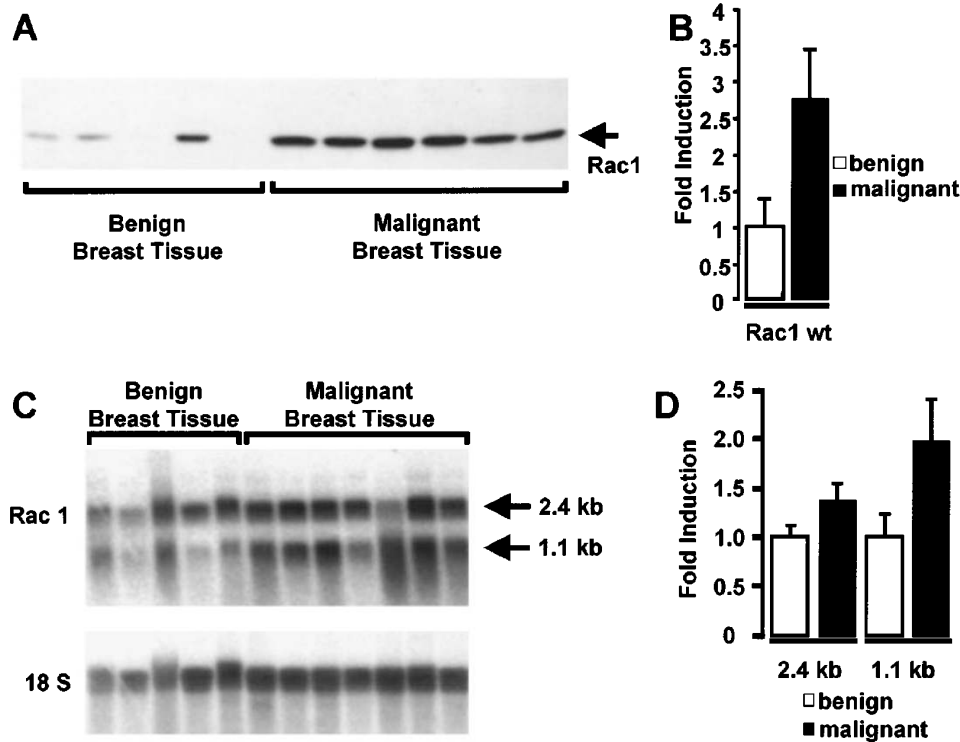 A
Rac1
Benign
Breast Tissue
Malignant
Breast Tissue
B
Fold Induction
4
3.5
3
2.5
2
1.5
1
0.5
0
benign
malignant
Rac1 wt
C
Benign
Breast Tissue
Malignant
Breast Tissue
Rac 1
2.4 kb
1.1 kb
18 S
D
Fold Induction
2.5
2.0
1.5
1.0
0.5
0
2.4 kb
1.1 kb
benign
malignant